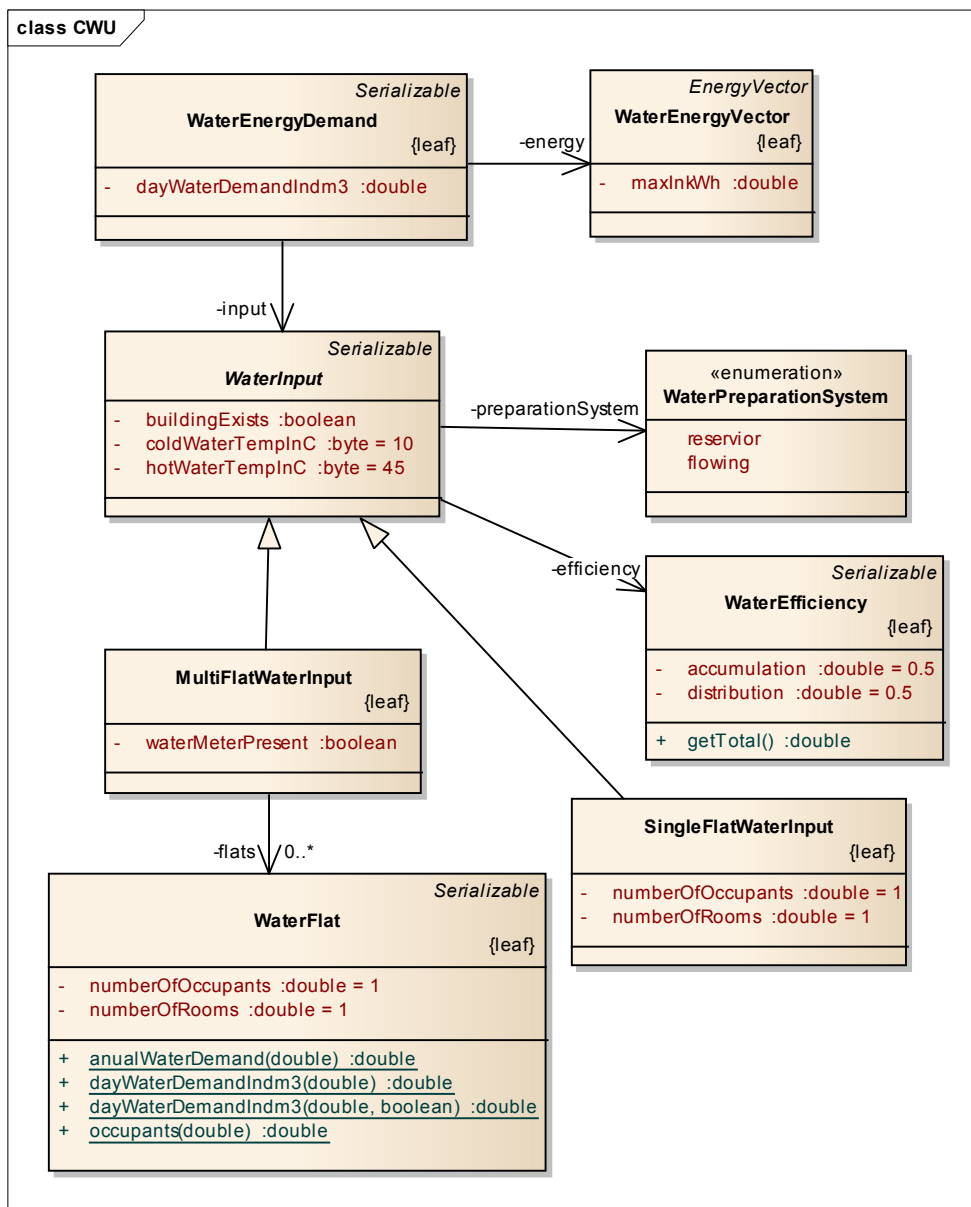 class CWU
Serializable
WaterEnergyDemand
{leaf}
- dayWaterDemandIndm3 :double
-energy
EnergyVector
WaterEnergyVector
{leaf}
- maxInkWh :double
-input
Serializable
WaterInput
- buildingExists :boolean
- coldWaterTempInC :byte = 10
- hotWaterTempInC :byte = 45
-preparationSystem
«enumeration»
WaterPreparationSystem
reservior
flowing
-efficiency
Serializable
WaterEfficiency
{leaf}
- accumulation :double = 0.5
- distribution :double = 0.5
+ getTotal() :double
MultiFlatWaterInput
{leaf}
- waterMeterPresent :boolean
-flats 0..*
SingleFlatWaterInput
{leaf}
- numberOfOccupants :double = 1
- numberOfRooms :double = 1
Serializable
WaterFlat
{leaf}
- numberOfOccupants :double = 1
- numberOfRooms :double = 1
+ anualWaterDemand(double) :double
+ dayWaterDemandIndm3(double) :double
+ dayWaterDemandIndm3(double, boolean) :double
+ occupants(double) :double